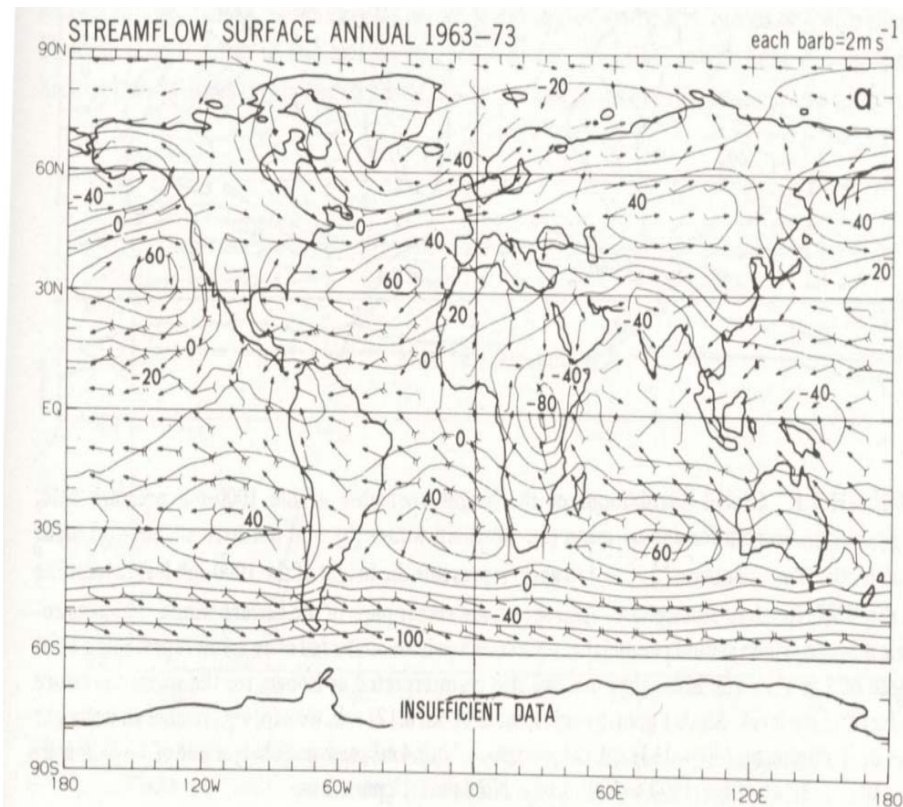 STREAMFLOW SURFACE ANNUAL 1963-73
each barb=2ms⁻¹
90N
-20
a
-40
60N
-40
40
-40
0
0
40
60
60
20
30N
20
-40
0
0
-20
-40
-80
-40
EQ
0
40
40
30S
60
0
-40
-100
60S
INSUFFICIENT DATA
90S
180
120W
60W
0
60E
120E
180